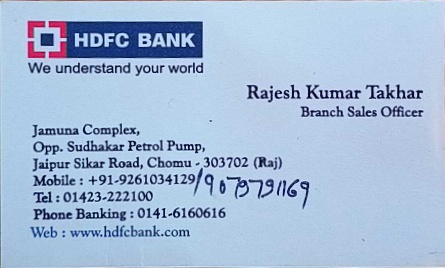 HDFC BANK
We understand your world
Rajesh Kumar Takhar
Branch Sales Officer
Jamuna Complex,
Opp. Sudhakar Petrol Pump,
Jaipur Sikar Road, Chomu - 303702 (Raj)
Mobile : +91-9261034129/9079791169
Tel : 01423-222100
Phone Banking : 0141-6160616
Web : www.hdfcbank.com